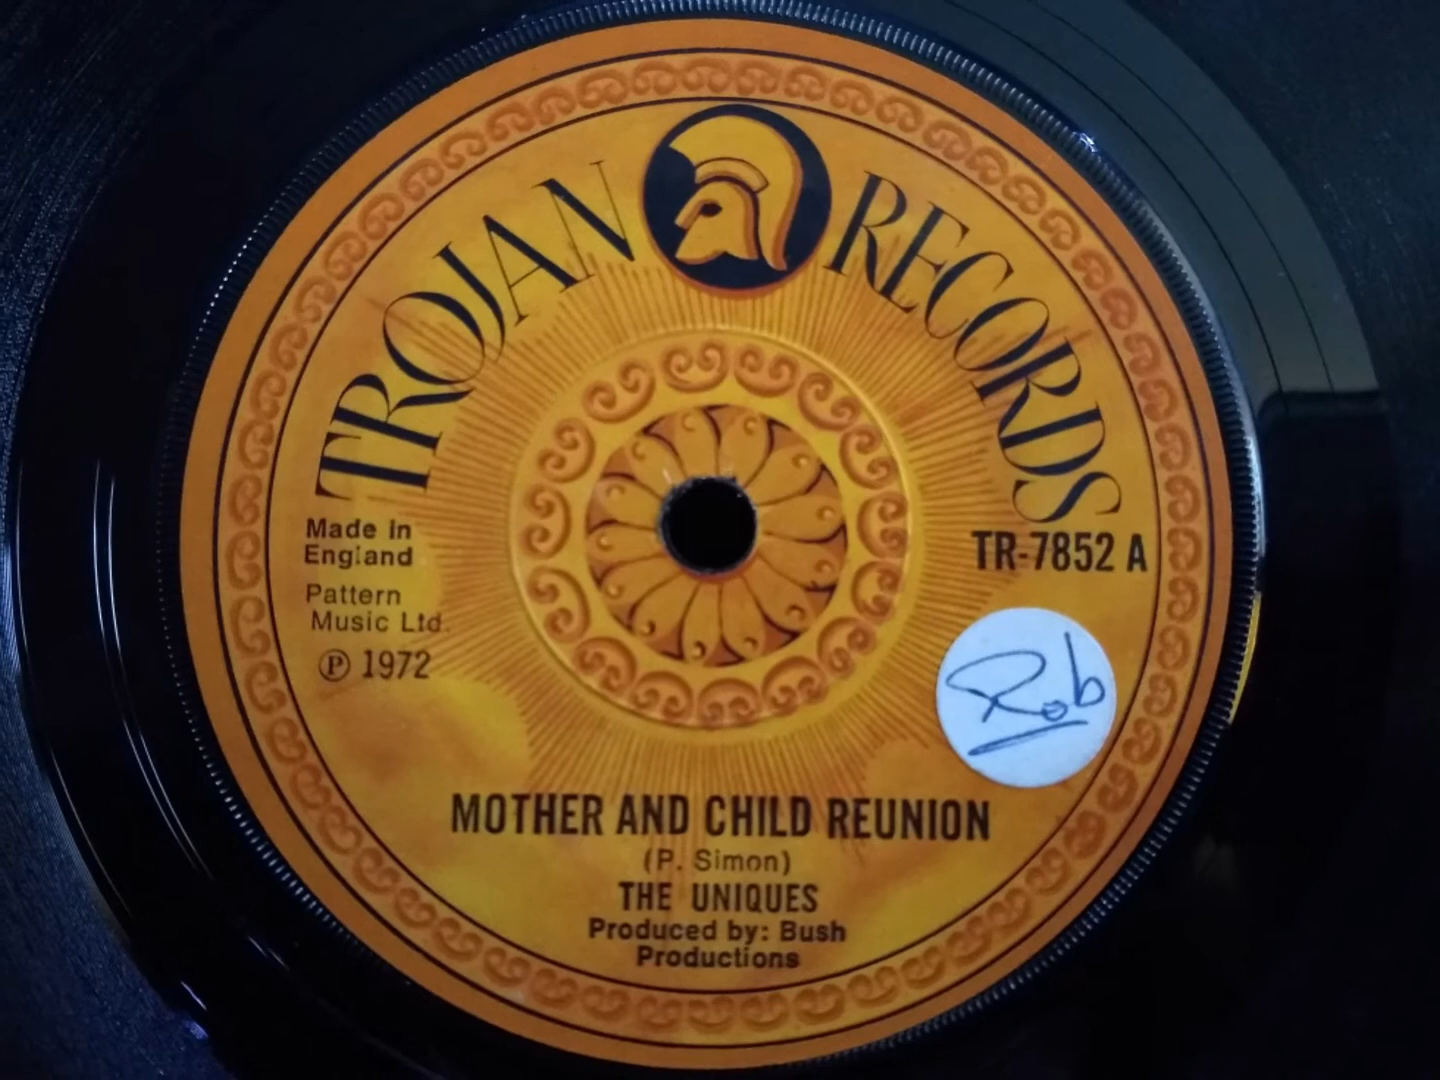 TROJAN RECORDS
Made in
England
Pattern
Music Ltd.
℗ 1972
TR-7852 A
Rob
MOTHER AND CHILD REUNION
(P. Simon)
THE UNIQUES
Produced by: Bush
Productions